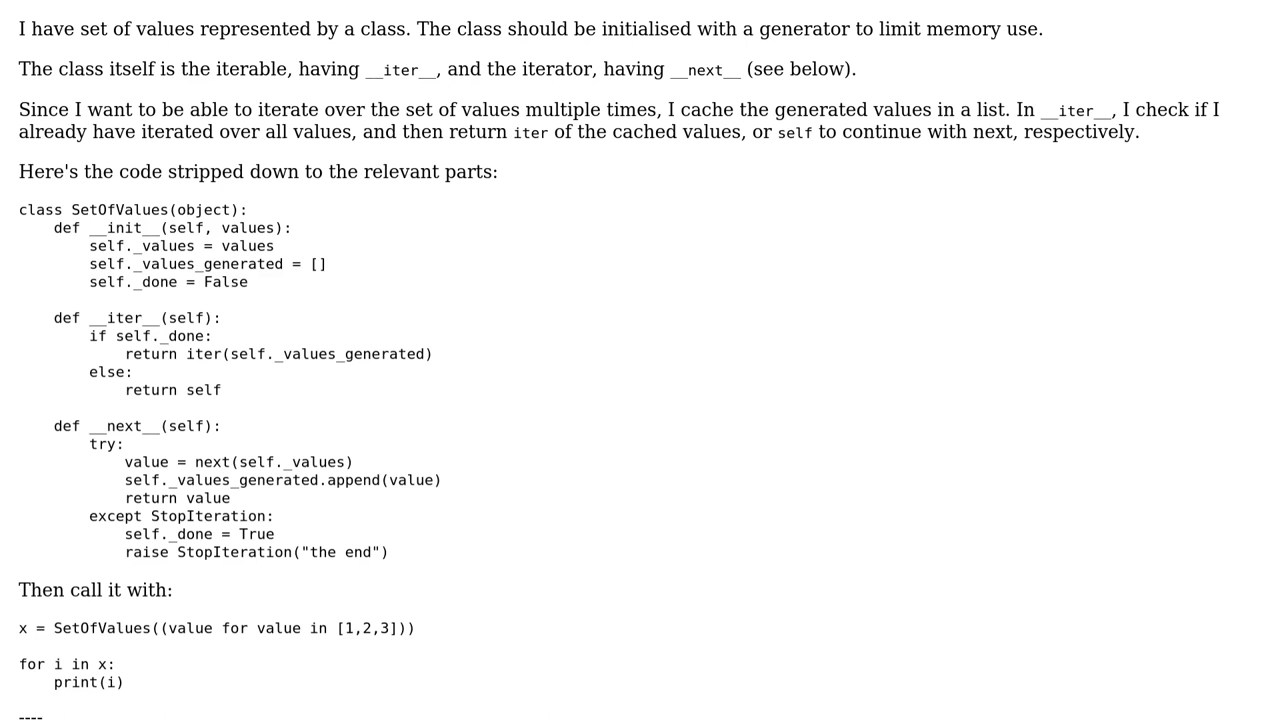 I have set of values represented by a class. The class should be initialised with a generator to limit memory use.
The class itself is the iterable, having __iter__, and the iterator, having __next__ (see below).
Since I want to be able to iterate over the set of values multiple times, I cache the generated values in a list. In __iter__, I check if I
already have iterated over all values, and then return iter of the cached values, or self to continue with next, respectively.
Here's the code stripped down to the relevant parts:
class SetOfValues(object):
    def __init__(self, values):
        self._values = values
        self._values_generated = []
        self._done = False

    def __iter__(self):
        if self._done:
            return iter(self._values_generated)
        else:
            return self

    def __next__(self):
        try:
            value = next(self._values)
            self._values_generated.append(value)
            return value
        except StopIteration:
            self._done = True
            raise StopIteration("the end")
Then call it with:
x = SetOfValues((value for value in [1,2,3]))

for i in x:
    print(i)
----